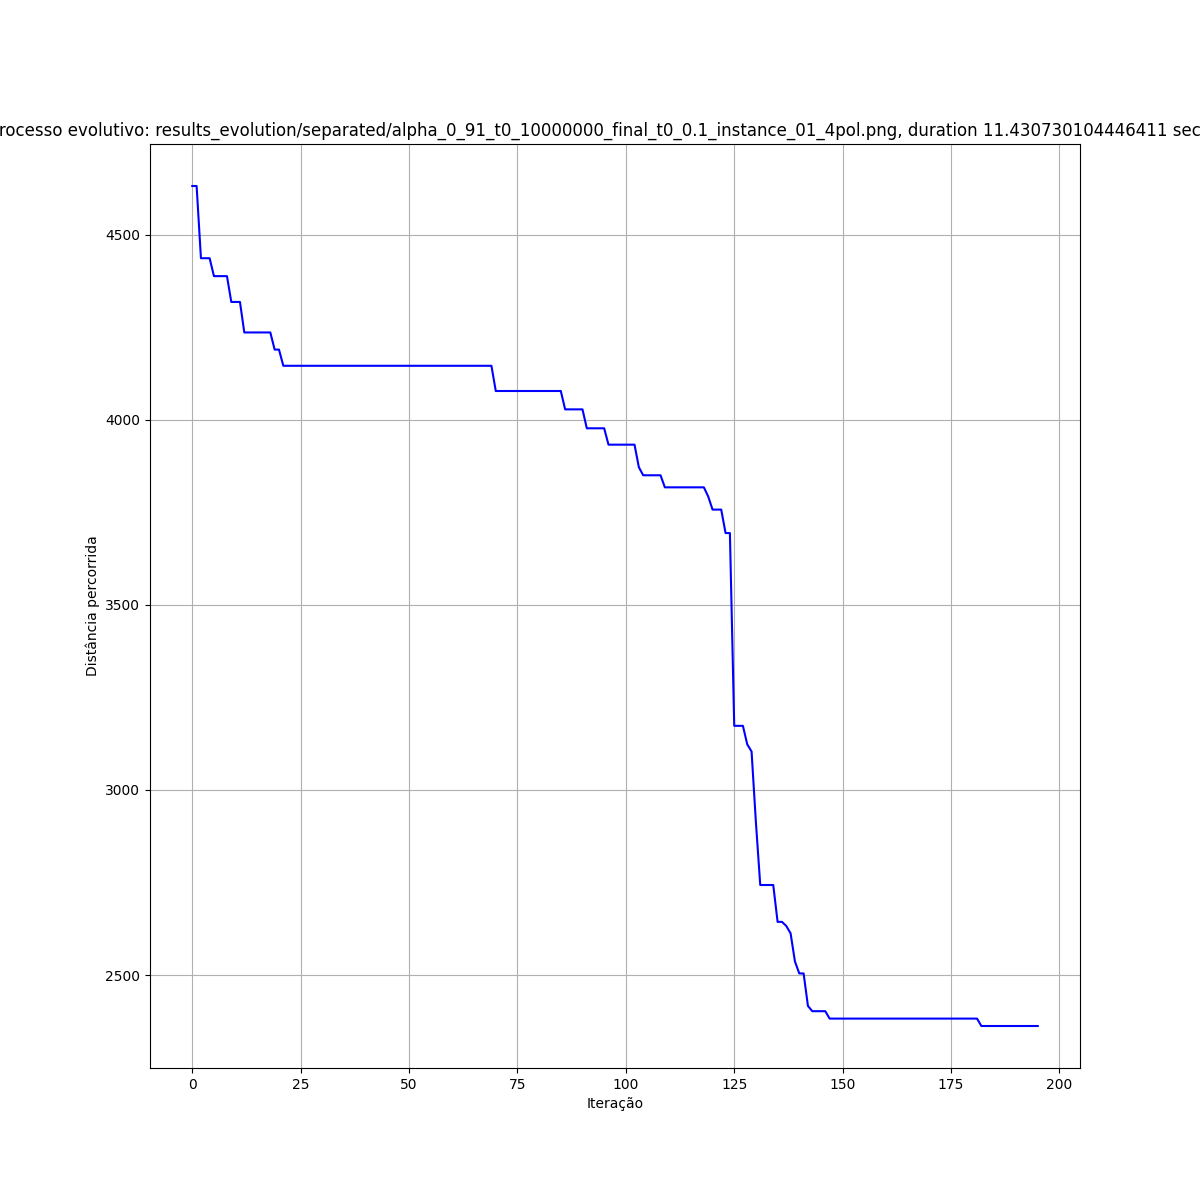 rocesso evolutivo: results_evolution/separated/alpha_0_91_t0_10000000_final_t0_0.1_instance_01_4pol.png, duration 11.430730104446411 sec
4500
4000
3500
3000
2500
Distância percorrida
0 25 50 75 100 125 150 175 200
Iteração